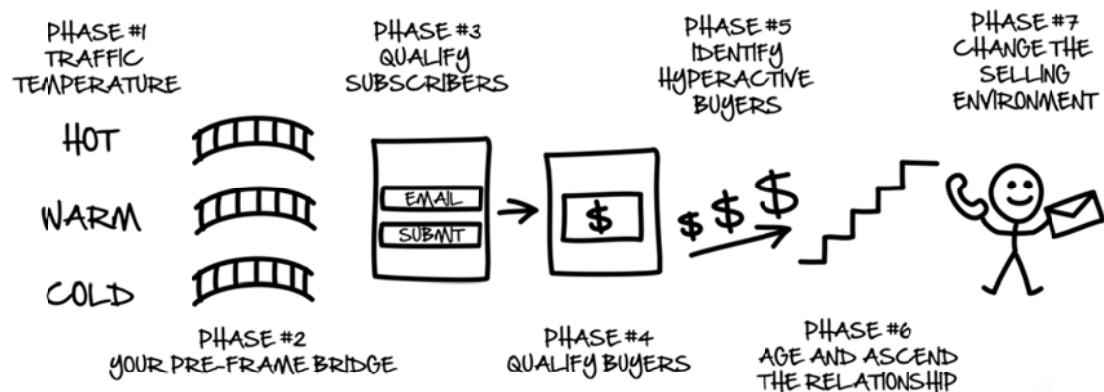 PHASE #1
TRAFFIC
TEMPERATURE
HOT
WARM
COLD
PHASE #2
YOUR PRE-FRAME BRIDGE
PHASE #3
QUALIFY
SUBSCRIBERS
EMAIL
SUBMIT
PHASE #4
QUALIFY BUYERS
$
PHASE #5
IDENTIFY
HYPERACTIVE
BUYERS
$ $ $
PHASE #6
AGE AND ASCEND
THE RELATIONSHIP
PHASE #7
CHANGE THE
SELLING
ENVIRONMENT